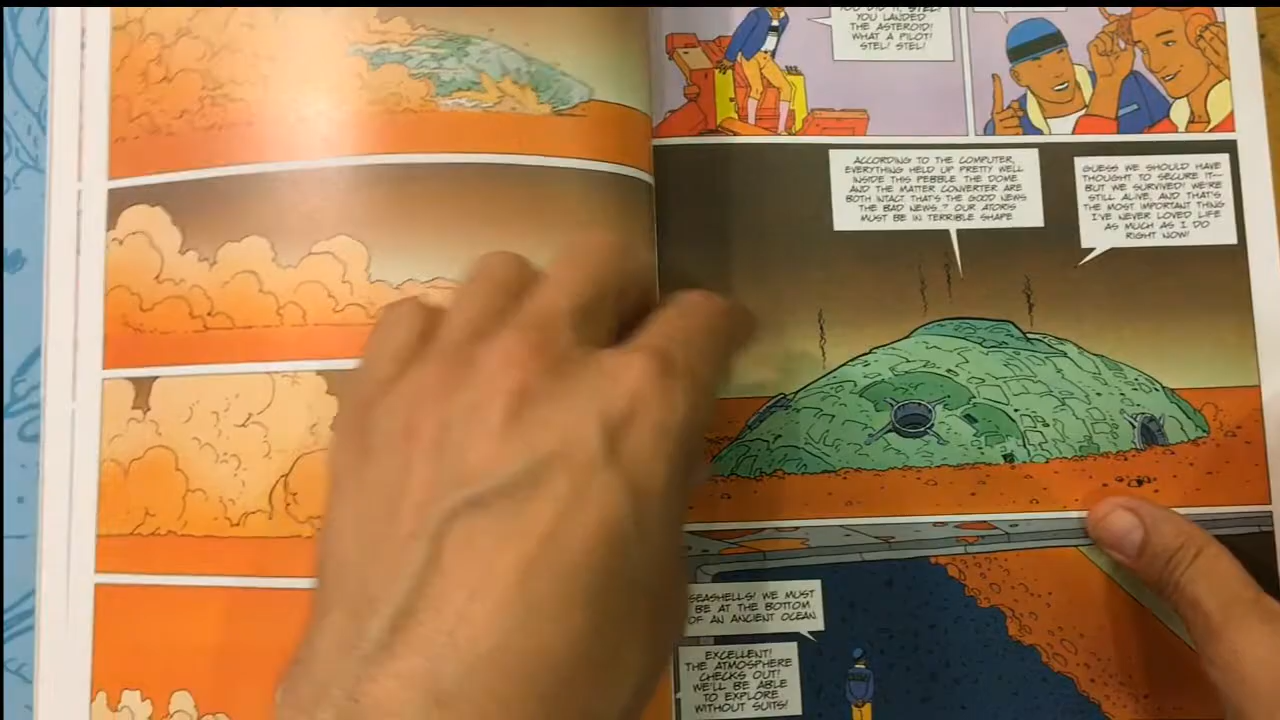 YOU DID IT, STEL!
YOU LANDED
THE ASTEROID!
WHAT A PILOT!
STEL! STEL!
ACCORDING TO THE COMPUTER,
EVERYTHING HELD UP PRETTY WELL
INSIDE THIS PEBBLE THE DOME
AND THE MATTER CONVERTER ARE
BOTH INTACT. THAT'S THE GOOD NEWS
THE BAD NEWS..? OUR ATORIS
MUST BE IN TERRIBLE SHAPE
GUESS WE SHOULD HAVE
THOUGHT TO SECURE IT--
BUT WE SURVIVED! WE'RE
STILL ALIVE, AND THAT'S
THE MOST IMPORTANT THING
I'VE NEVER LOVED LIFE
AS MUCH AS I DO
RIGHT NOW!
SEASHELLS! WE MUST
BE AT THE BOTTOM
OF AN ANCIENT OCEAN
EXCELLENT!
THE ATMOSPHERE
CHECKS OUT!
WE'LL BE ABLE
TO EXPLORE
WITHOUT SUITS!